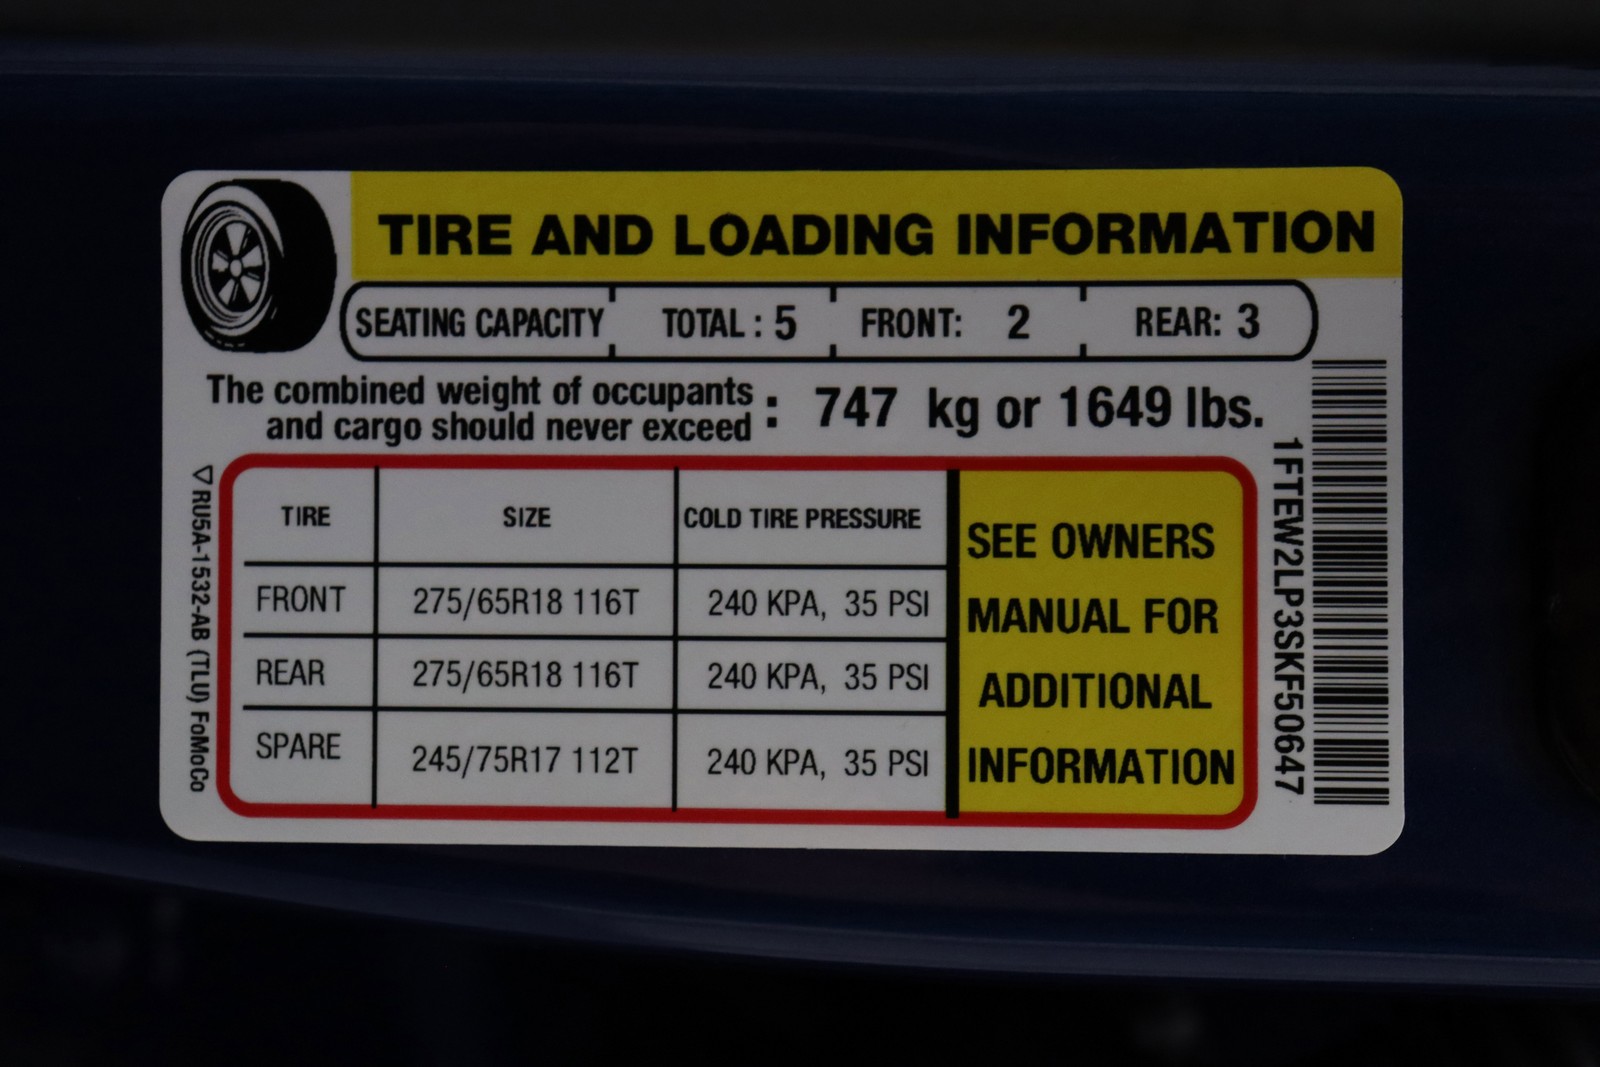 TIRE AND LOADING INFORMATION
SEATING CAPACITY TOTAL : 5 FRONT: 2 REAR: 3
The combined weight of occupants
and cargo should never exceed : 747 kg or 1649 lbs.
TIRE SIZE COLD TIRE PRESSURE
FRONT 275/65R18 116T 240 KPA, 35 PSI
REAR 275/65R18 116T 240 KPA, 35 PSI
SPARE 245/75R17 112T 240 KPA, 35 PSI
SEE OWNERS
MANUAL FOR
ADDITIONAL
INFORMATION
1FTEW2LP3SKF50647
RU5A-1532-AB (TLU) FoMoCo